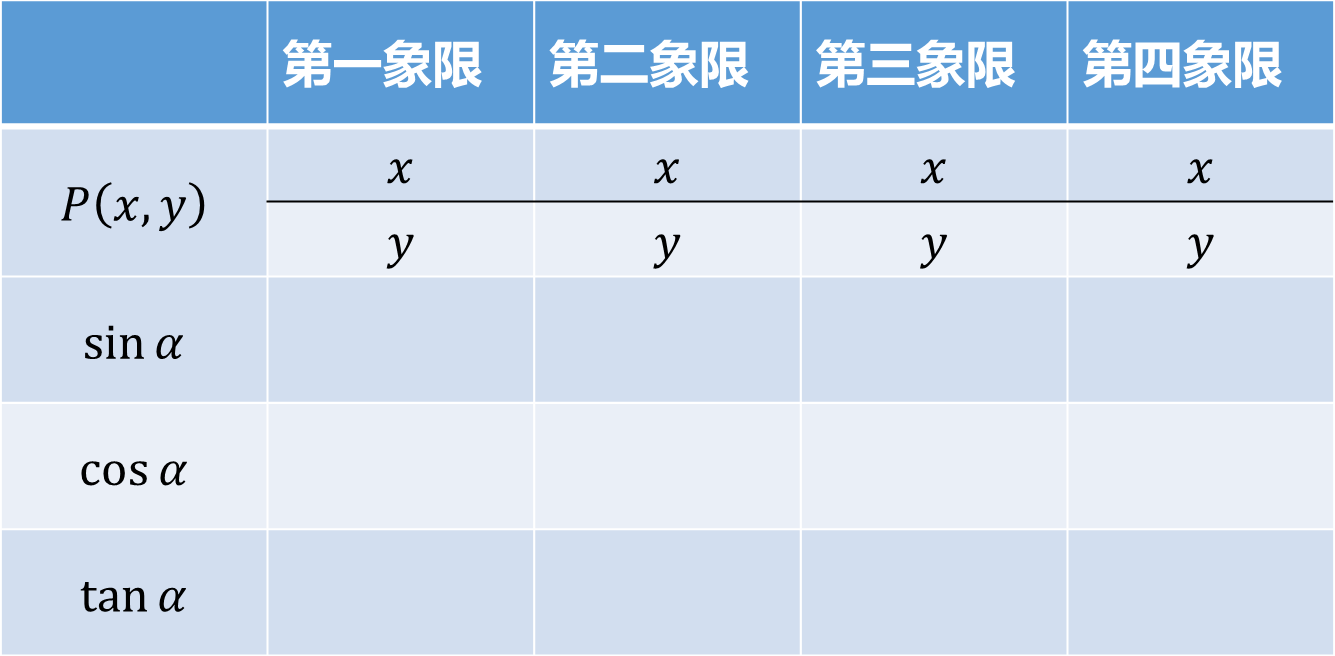 第一象限 第二象限 第三象限 第四象限
P(x, y)
x x x x
y y y y
sin α
cos α
tan α